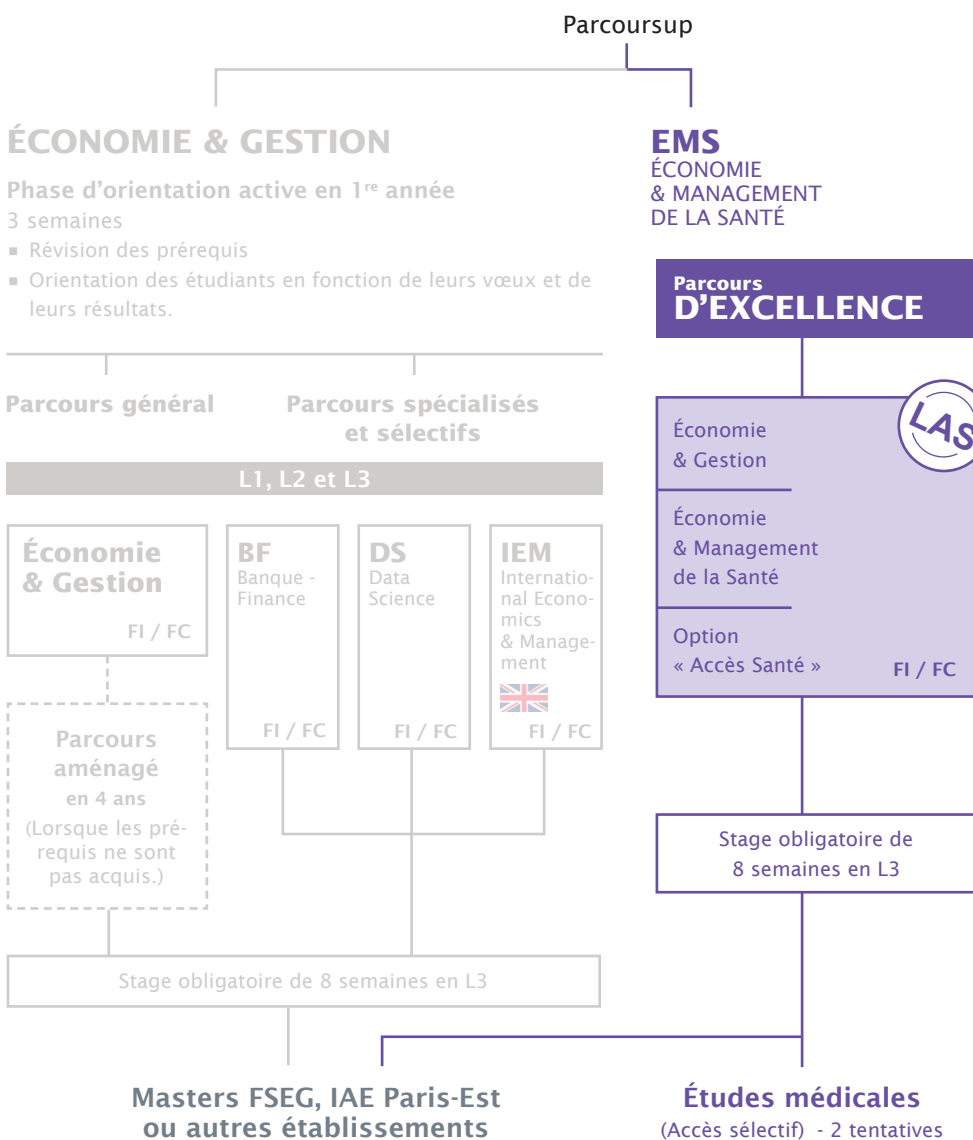 Parcoursup
ÉCONOMIE & GESTION
Phase d’orientation active en 1re année
3 semaines
▪ Révision des prérequis
▪ Orientation des étudiants en fonction de leurs vœux et de
leurs résultats.
Parcours général
Parcours spécialisés
et sélectifs
L1, L2 et L3
Économie
& Gestion
FI / FC
BF
Banque -
Finance
FI / FC
DS
Data
Science
FI / FC
IEM
Internatio-
nal Econo-
mics
& Manage-
ment
FI / FC
Parcours
aménagé
en 4 ans
(Lorsque les pré-
requis ne sont
pas acquis.)
Stage obligatoire de 8 semaines en L3
EMS
ÉCONOMIE
& MANAGEMENT
DE LA SANTÉ
Parcours
D’EXCELLENCE
LAS
Économie
& Gestion
Économie
& Management
de la Santé
Option
« Accès Santé »
FI / FC
Stage obligatoire de
8 semaines en L3
Masters FSEG, IAE Paris-Est
ou autres établissements
Études médicales
(Accès sélectif) - 2 tentatives